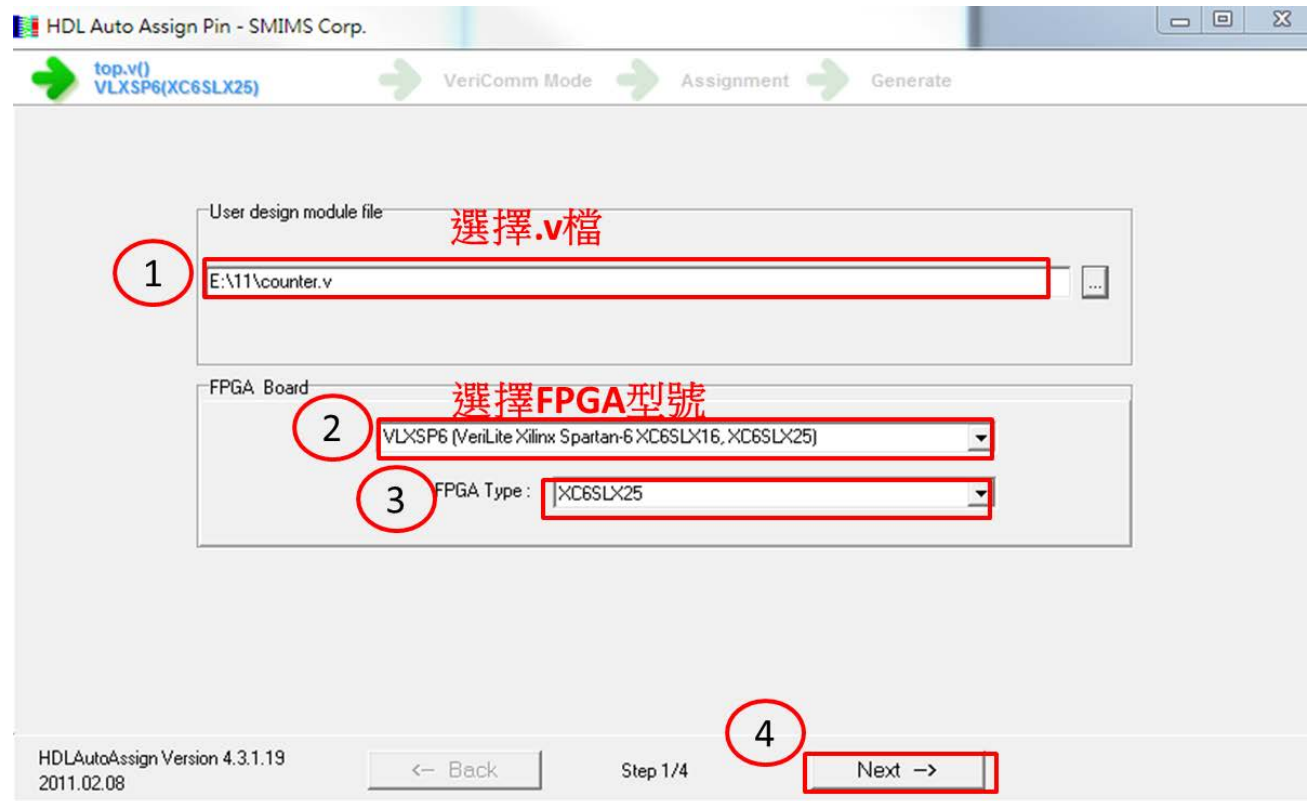 HDL Auto Assign Pin - SMIMS Corp.
top.v()
VLXSP6(XC6SLX25)
VeriComm Mode
Assignment
Generate
User design module file
選擇.v檔
1
E:\11\counter.v
...
FPGA Board
選擇FPGA型號
2
VLXSP6 (VeriLite Xilinx Spartan-6 XC6SLX16, XC6SLX25)
3
FPGA Type :
XC6SLX25
4
HDLAutoAssign Version 4.3.1.19
2011.02.08
<– Back
Step 1/4
Next –>